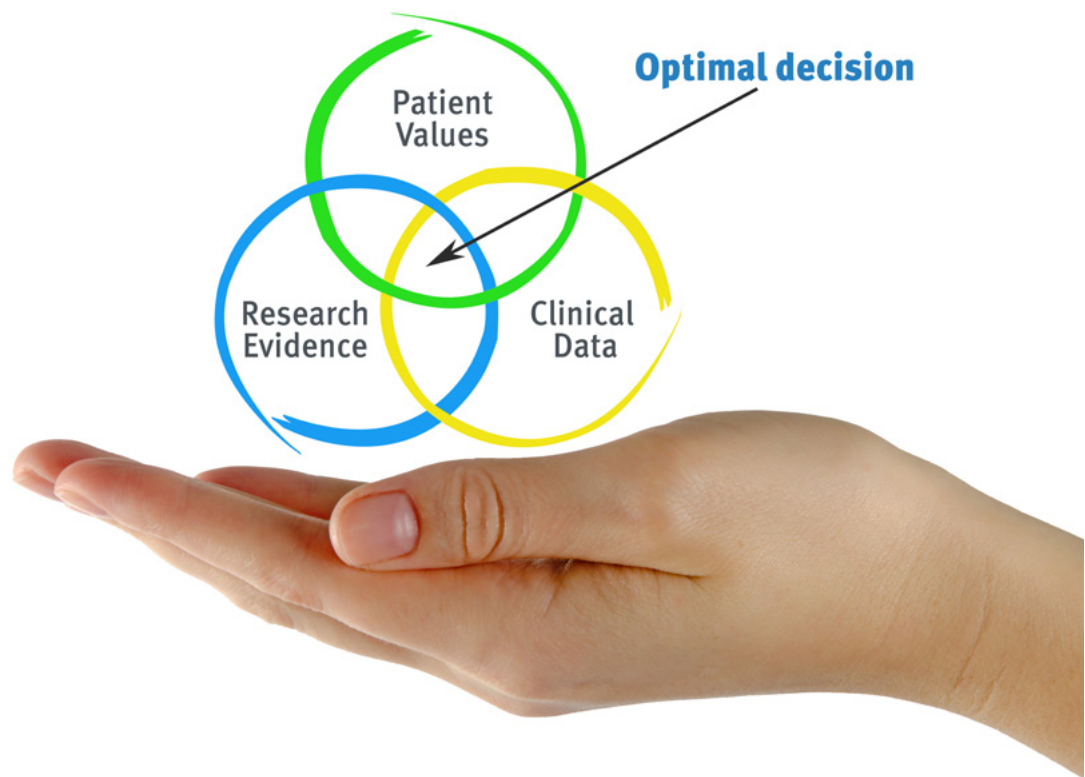 Optimal decision
Patient
Values
Research
Evidence
Clinical
Data